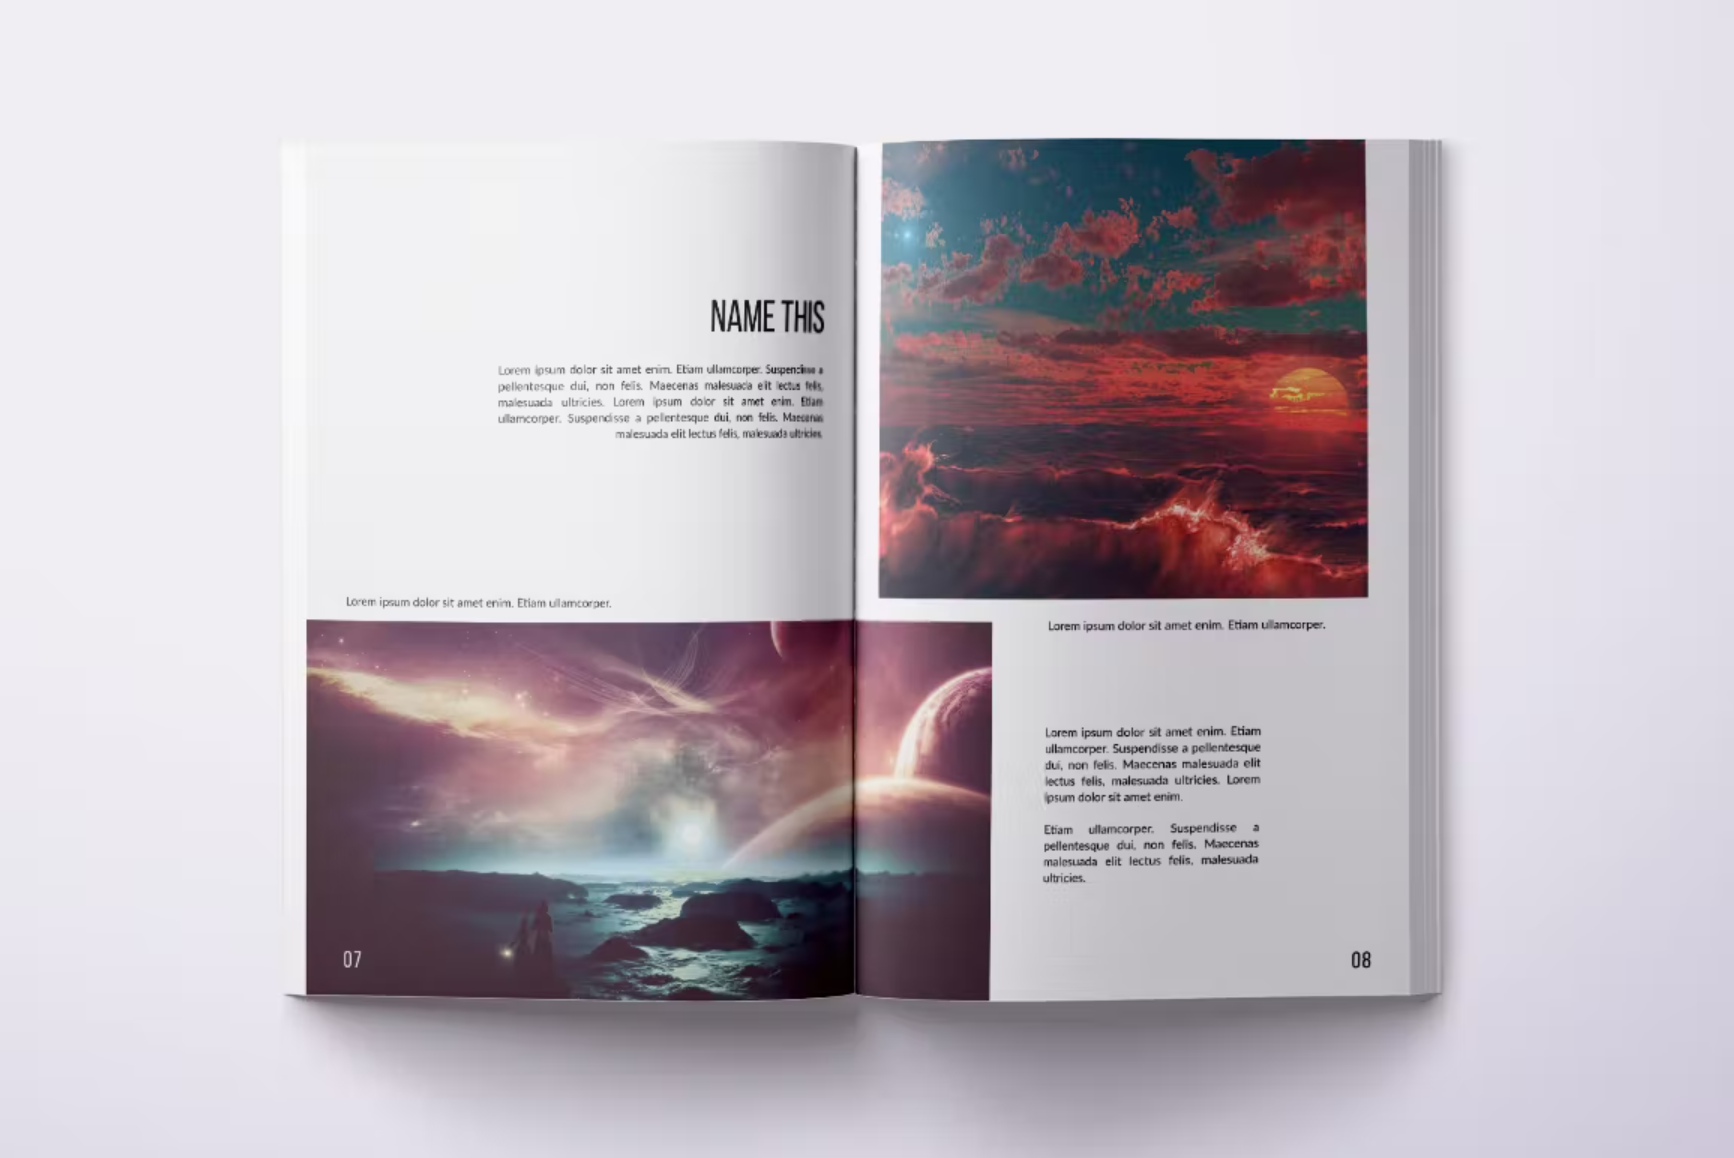 NAME THIS
Lorem ipsum dolor sit amet enim. Etiam ullamcorper. Suspendisse a
pellentesque dui, non felis. Maecenas malesuada elit lectus felis,
malesuada ultricies. Lorem ipsum dolor sit amet enim. Etiam
ullamcorper. Suspendisse a pellentesque dui, non felis. Maecenas
malesuada elit lectus felis, malesuada ultricies.
Lorem ipsum dolor sit amet enim. Etiam ullamcorper.
07
Lorem ipsum dolor sit amet enim. Etiam ullamcorper.
Lorem ipsum dolor sit amet enim. Etiam
ullamcorper. Suspendisse a pellentesque
dui, non felis. Maecenas malesuada elit
lectus felis, malesuada ultricies. Lorem
ipsum dolor sit amet enim.
Etiam ullamcorper. Suspendisse a
pellentesque dui, non felis. Maecenas
malesuada elit lectus felis, malesuada
ultricies.
08